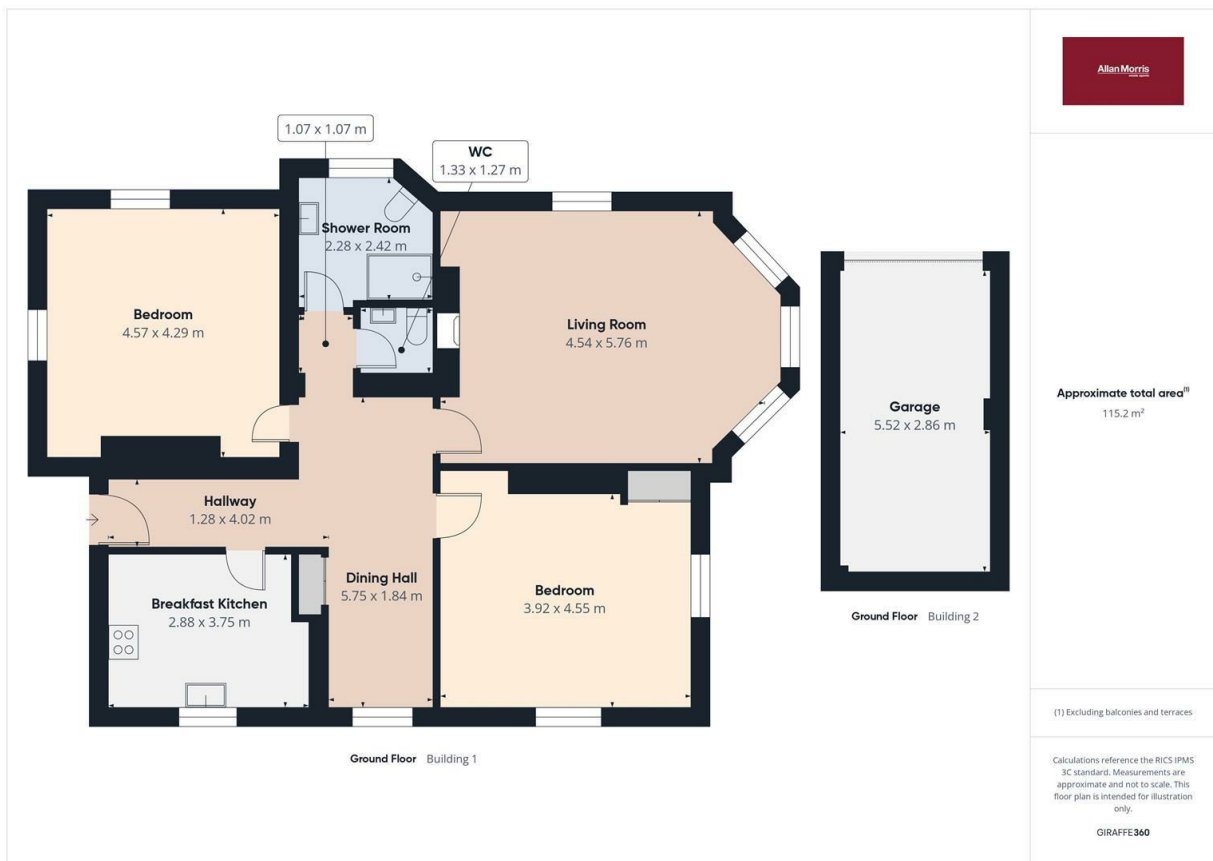 1.07 x 1.07 m
WC
1.33 x 1.27 m
Shower Room
2.28 x 2.42 m
Bedroom
4.57 x 4.29 m
Living Room
4.54 x 5.76 m
Hallway
1.28 x 4.02 m
Dining Hall
5.75 x 1.84 m
Breakfast Kitchen
2.88 x 3.75 m
Bedroom
3.92 x 4.55 m
Ground Floor Building 1
Garage
5.52 x 2.86 m
Ground Floor Building 2
Allan Morris
Approximate total area(1)
115.2 m²
(1) Excluding balconies and terraces
Calculations reference the RICS IPMS
3C standard. Measurements are
approximate and not to scale. This
floor plan is intended for illustration
only.
GIRAFFE360